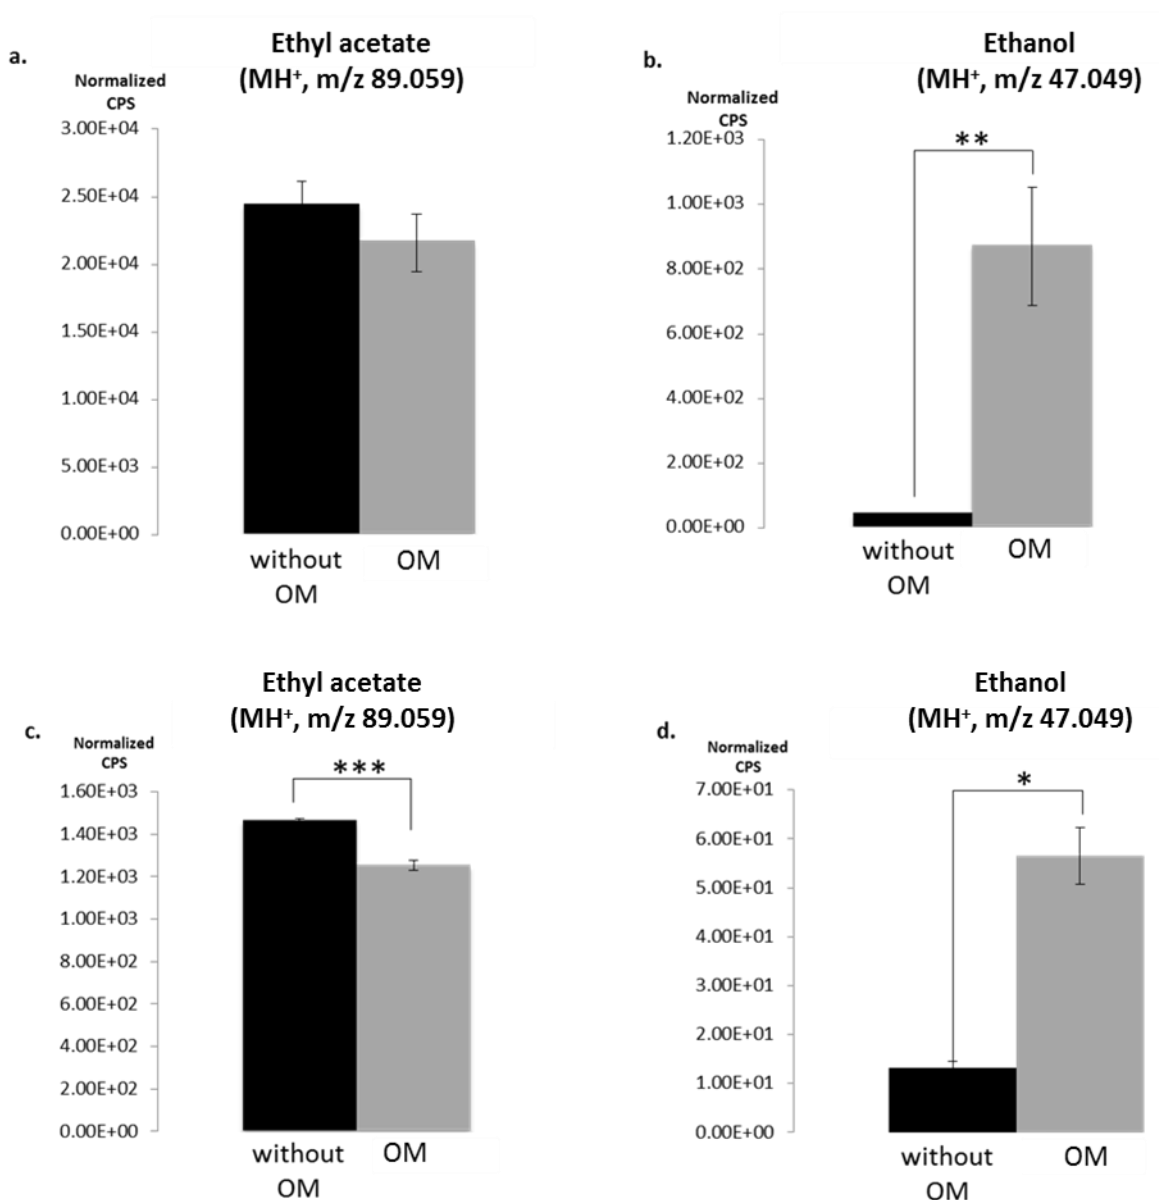 a.
Ethyl acetate
(MH⁺, m/z 89.059)
Normalized
CPS
3.00E+04
2.50E+04
2.00E+04
1.50E+04
1.00E+04
5.00E+03
0.00E+00
without
OM
OM
b.
Ethanol
(MH⁺, m/z 47.049)
Normalized
CPS
1.20E+03
1.00E+03
8.00E+02
6.00E+02
4.00E+02
2.00E+02
0.00E+00
**
without
OM
OM
c.
Ethyl acetate
(MH⁺, m/z 89.059)
Normalized
CPS
1.60E+03
1.40E+03
1.20E+03
1.00E+03
8.00E+02
6.00E+02
4.00E+02
2.00E+02
0.00E+00
***
without
OM
OM
d.
Ethanol
(MH⁺, m/z 47.049)
Normalized
CPS
7.00E+01
6.00E+01
5.00E+01
4.00E+01
3.00E+01
2.00E+01
1.00E+01
0.00E+00
*
without
OM
OM